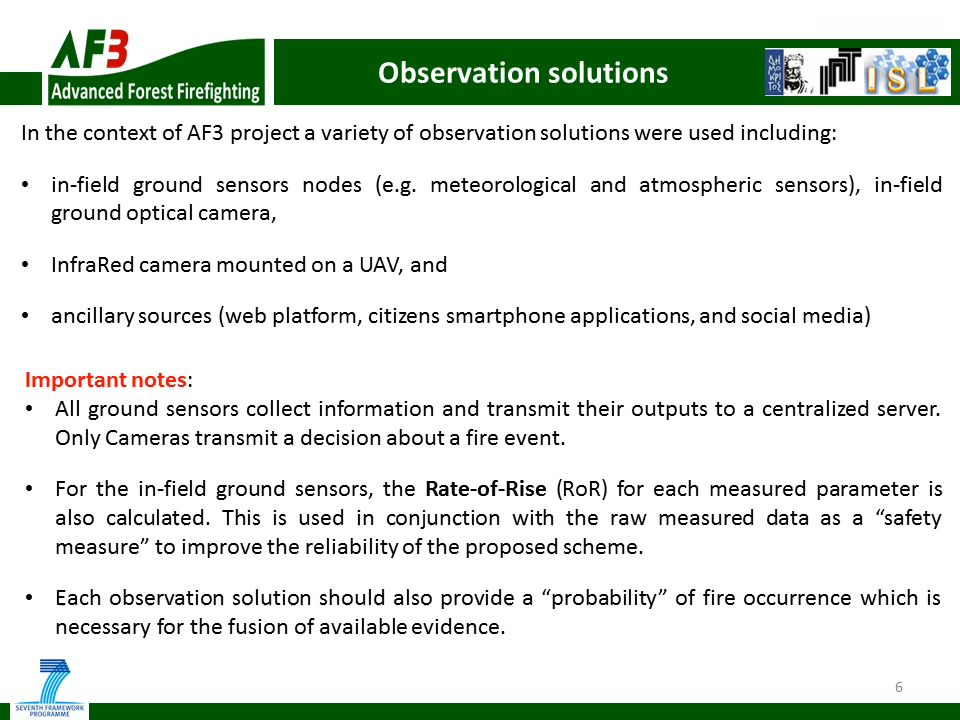 AF3
Advanced Forest Firefighting
Observation solutions
ΔΗΜΟ
ΚΡΙΤΟΣ
ISL
In the context of AF3 project a variety of observation solutions were used including:
• in-field ground sensors nodes (e.g. meteorological and atmospheric sensors), in-field
ground optical camera,
• InfraRed camera mounted on a UAV, and
• ancillary sources (web platform, citizens smartphone applications, and social media)
Important notes:
• All ground sensors collect information and transmit their outputs to a centralized server.
Only Cameras transmit a decision about a fire event.
• For the in-field ground sensors, the Rate-of-Rise (RoR) for each measured parameter is
also calculated. This is used in conjunction with the raw measured data as a “safety
measure” to improve the reliability of the proposed scheme.
• Each observation solution should also provide a “probability” of fire occurrence which is
necessary for the fusion of available evidence.
SEVENTH FRAMEWORK
PROGRAMME
6